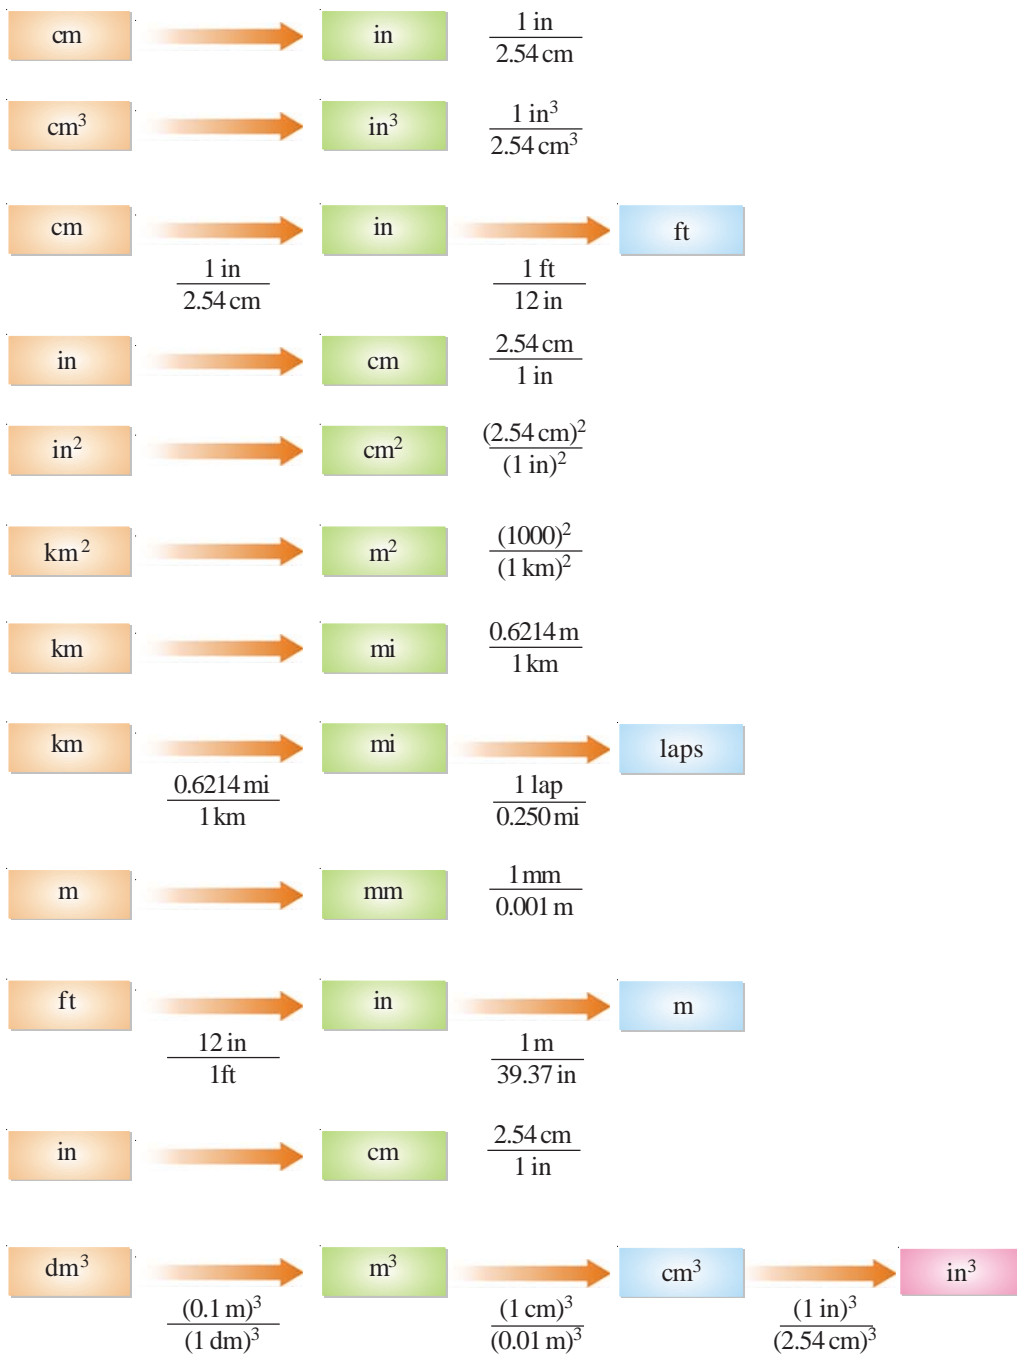 cm in 1 in
2.54 cm
cm³ in³ 1 in³
2.54 cm³
cm in ft
1 in 1 ft
2.54 cm 12 in
in cm 2.54 cm
1 in
in² cm² (2.54 cm)²
(1 in)²
km² m² (1000)²
(1 km)²
km mi 0.6214 m
1 km
km mi laps
0.6214 mi 1 lap
1 km 0.250 mi
m mm 1 mm
0.001 m
ft in m
12 in 1 m
1ft 39.37 in
in cm 2.54 cm
1 in
dm³ m³ cm³ in³
(0.1 m)³ (1 cm)³ (1 in)³
(1 dm)³ (0.01 m)³ (2.54 cm)³